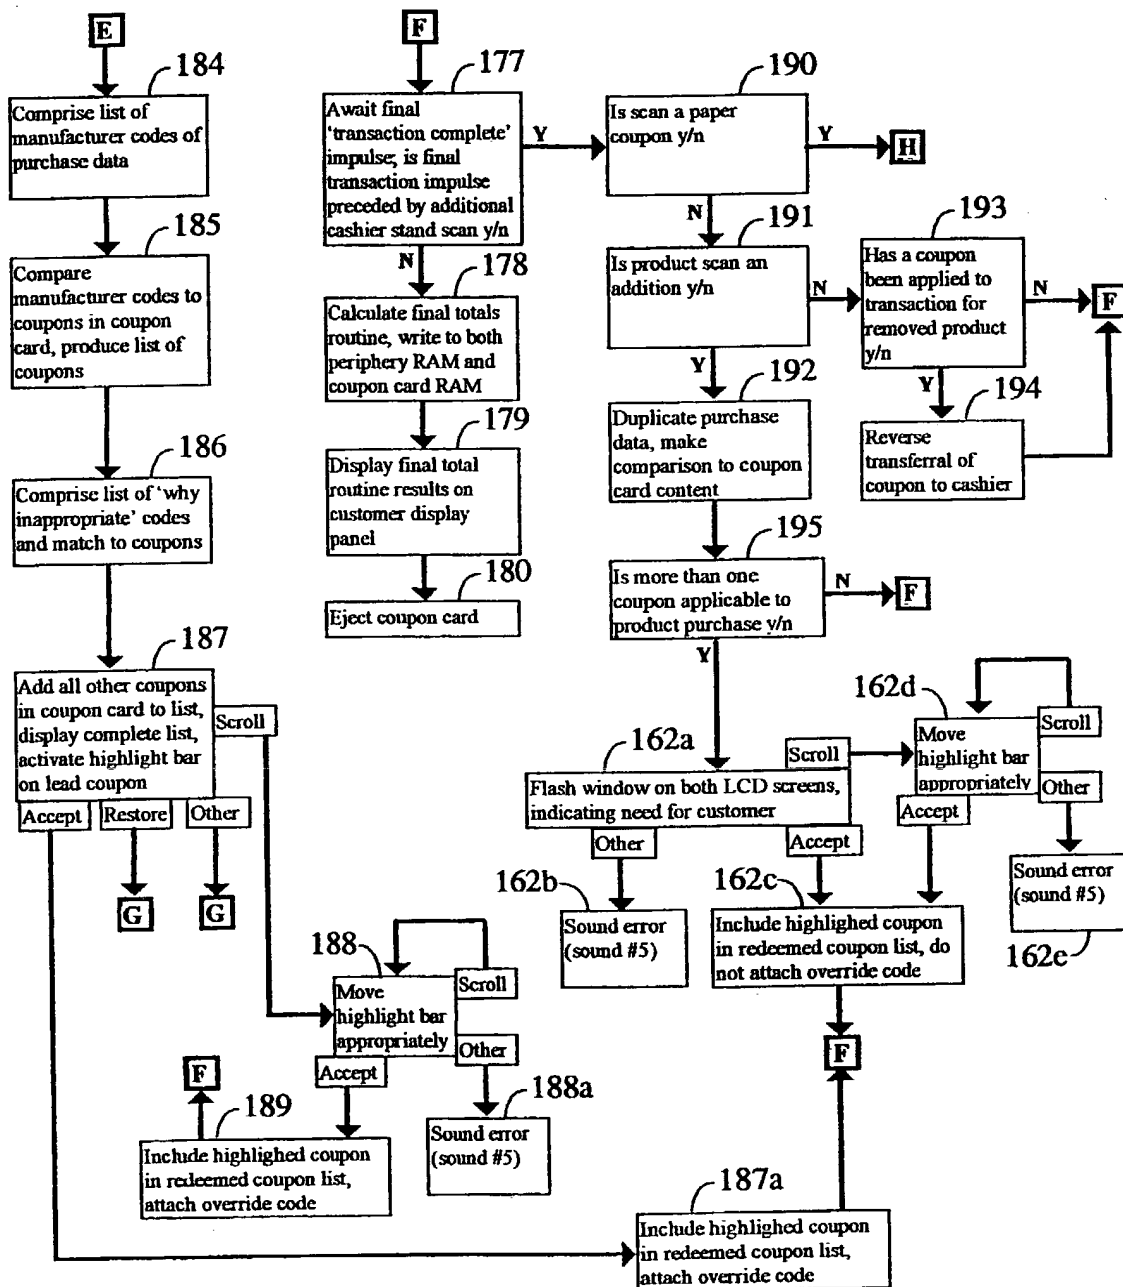 E
184
Comprise list of
manufacturer codes of
purchase data
185
Compare
manufacturer codes to
coupons in coupon
card, produce list of
coupons
186
Comprise list of 'why
inappropriate' codes
and match to coupons
187
Add all other coupons
in coupon card to list,
display complete list,
activate highlight bar
on lead coupon
Scroll
Accept
Restore
Other
G
G
188
Move
highlight bar
appropriately
Scroll
Other
Accept
188a
Sound error
(sound #5)
F
189
Include highlighed coupon
in redeemed coupon list,
attach override code
F
177
Await final
'transaction complete'
impulse; is final
transaction impulse
preceded by additional
cashier stand scan y/n
Y
N
178
Calculate final totals
routine, write to both
periphery RAM and
coupon card RAM
179
Display final total
routine results on
customer display
panel
180
Eject coupon card
190
Is scan a paper
coupon y/n
Y
H
N
191
Is product scan an
addition y/n
N
193
Has a coupon
been applied to
transaction for
removed product
y/n
N
F
Y
194
Reverse
transferral of
coupon to cashier
Y
192
Duplicate purchase
data, make
comparison to coupon
card content
195
Is more than one
coupon applicable to
product purchase y/n
N
F
Y
162a
Scroll
Flash window on both LCD screens,
indicating need for customer
Other
Accept
162b
Sound error
(sound #5)
162c
Include highlighed coupon
in redeemed coupon list, do
not attach override code
162d
Move
highlight bar
appropriately
Scroll
Other
Accept
Sound error
(sound #5)
162e
F
187a
Include highlighed coupon
in redeemed coupon list,
attach override code